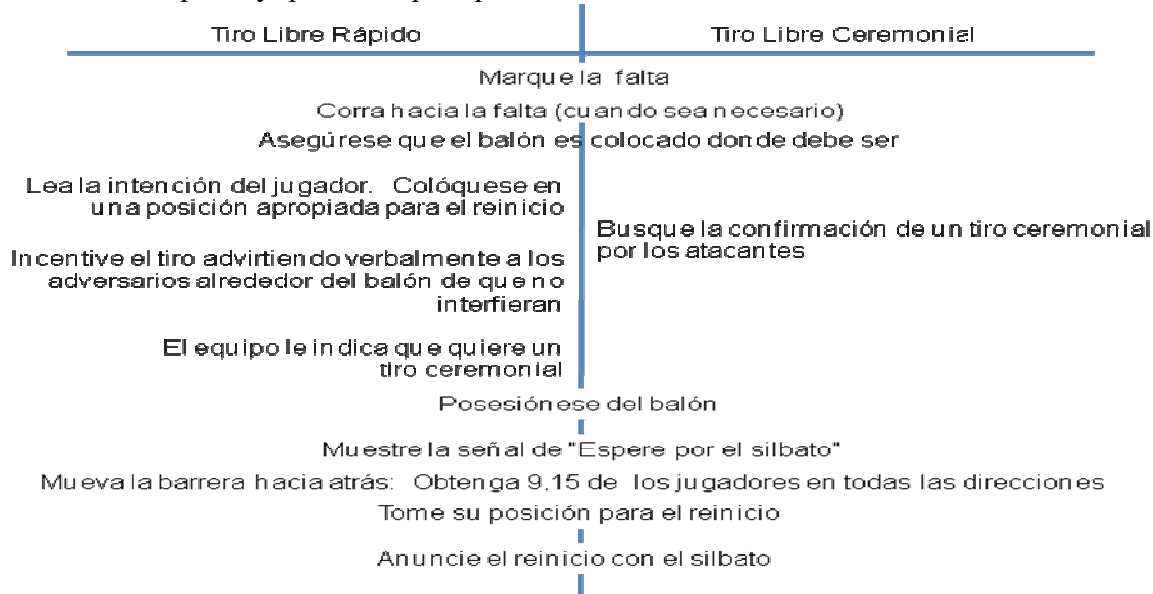 Tiro Libre Rápido
Tiro Libre Ceremonial
Marque la falta
Corra hacia la falta (cuando sea necesario)
Asegúrese que el balón es colocado donde debe ser
Lea la intención del jugador. Colóquese en
una posición apropiada para el reinicio
Busque la confirmación de un tiro ceremonial
por los atacantes
Incentive el tiro advirtiendo verbalmente a los
adversarios alrededor del balón de que no
interfieran
El equipo le indica que quiere un
tiro ceremonial
Posesiónese del balón
Muestre la señal de "Espere por el silbato"
Mueva la barrera hacia atrás: Obtenga 9,15 de los jugadores en todas las direcciones
Tome su posición para el reinicio
Anuncie el reinicio con el silbato